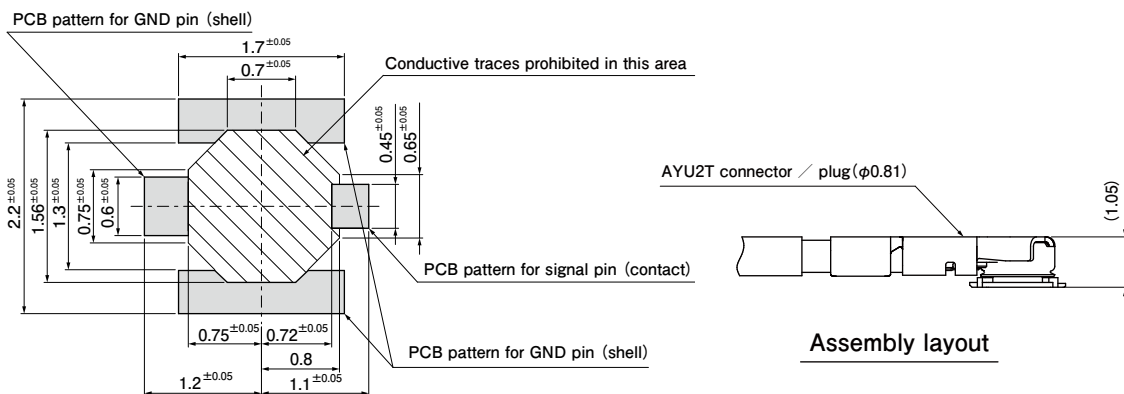 PCB pattern for GND pin (shell)
1.7±0.05
0.7±0.05
Conductive traces prohibited in this area
2.2±0.05
1.56±0.05
1.3±0.05
0.75±0.05
0.6±0.05
0.45±0.05
0.65±0.05
AYU2T connector / plug(φ0.81)
(1.05)
PCB pattern for signal pin (contact)
0.75±0.05
0.72±0.05
0.8
PCB pattern for GND pin (shell)
1.2±0.05
1.1±0.05
Assembly layout